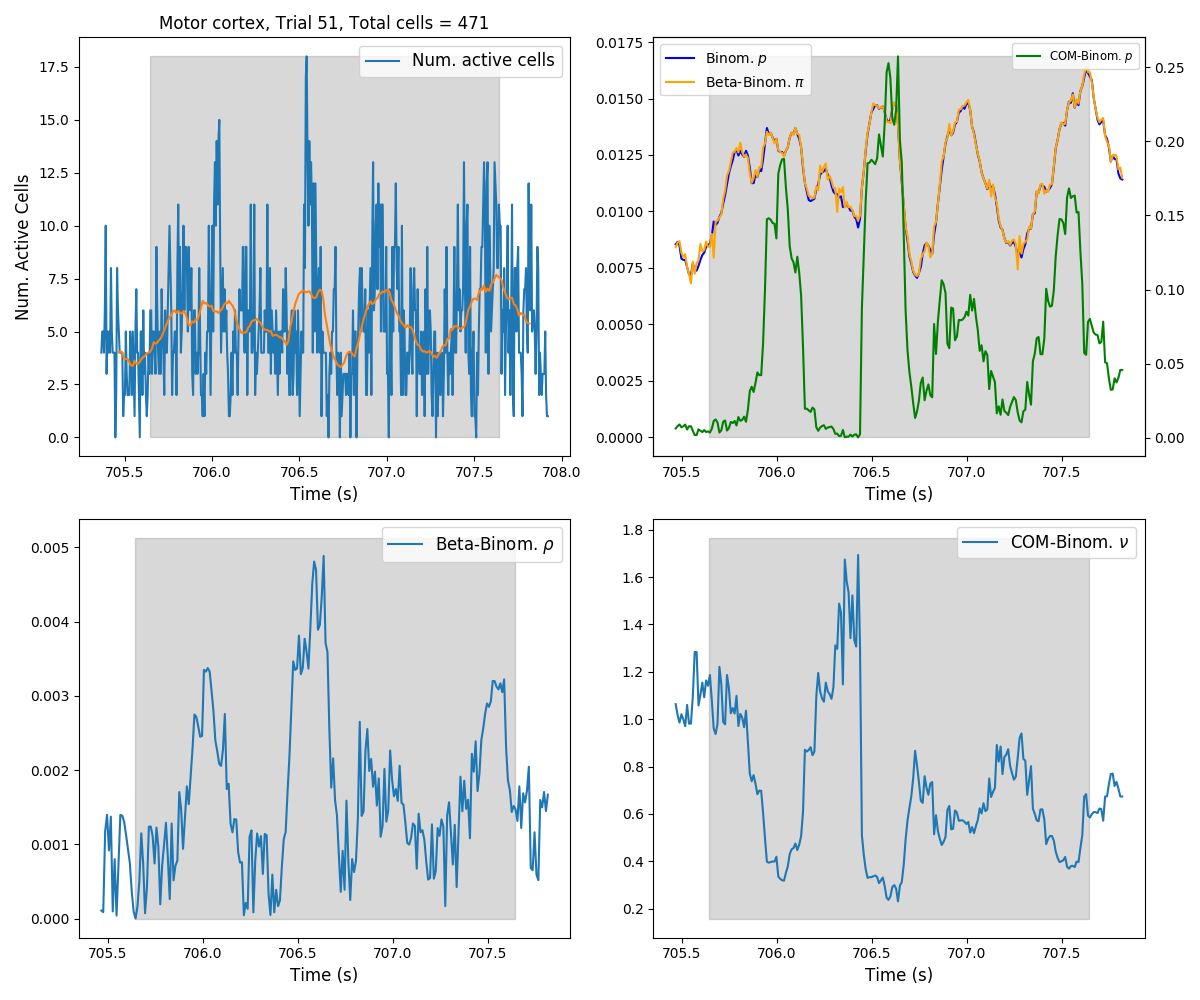 Motor cortex, Trial 51, Total cells = 471
Num. active cells
Num. Active Cells
17.5
15.0
12.5
10.0
7.5
5.0
2.5
0.0
705.5 706.0 706.5 707.0 707.5 708.0
Time (s)
Binom. p
Beta-Binom. π
COM-Binom. p
0.0175
0.0150
0.0125
0.0100
0.0075
0.0050
0.0025
0.0000
0.25
0.20
0.15
0.10
0.05
0.00
705.5 706.0 706.5 707.0 707.5
Time (s)
Beta-Binom. ρ
0.005
0.004
0.003
0.002
0.001
0.000
705.5 706.0 706.5 707.0 707.5
Time (s)
COM-Binom. ν
1.8
1.6
1.4
1.2
1.0
0.8
0.6
0.4
0.2
705.5 706.0 706.5 707.0 707.5
Time (s)